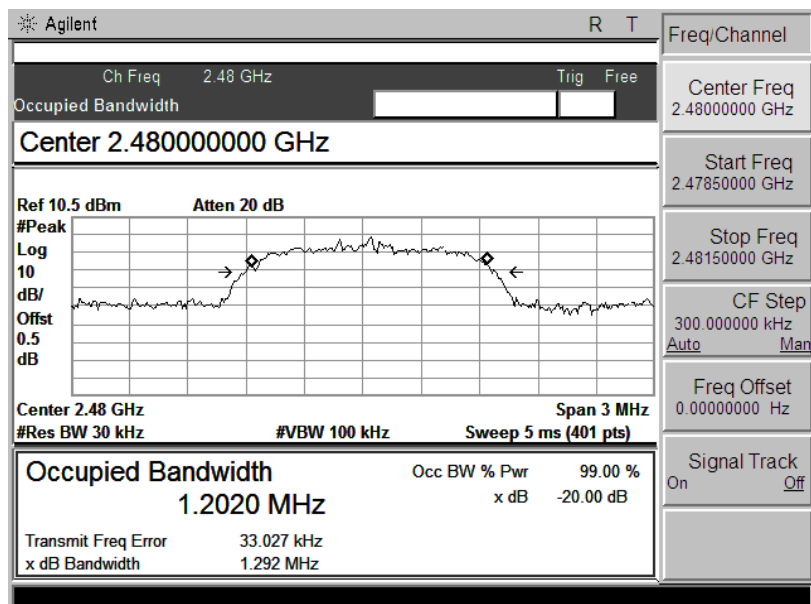 Agilent R T
Freq/Channel
Ch Freq 2.48 GHz Trig Free
Occupied Bandwidth
Center 2.480000000 GHz
Ref 10.5 dBm Atten 20 dB
#Peak
Log
10
dB/
Offst
0.5
dB
Center 2.48 GHz Span 3 MHz
#Res BW 30 kHz #VBW 100 kHz Sweep 5 ms (401 pts)
Occupied Bandwidth Occ BW % Pwr 99.00 %
1.2020 MHz x dB -20.00 dB
Transmit Freq Error 33.027 kHz
x dB Bandwidth 1.292 MHz
Center Freq
2.48000000 GHz
Start Freq
2.47850000 GHz
Stop Freq
2.48150000 GHz
CF Step
300.000000 kHz
Auto Man
Freq Offset
0.00000000 Hz
Signal Track
On Off